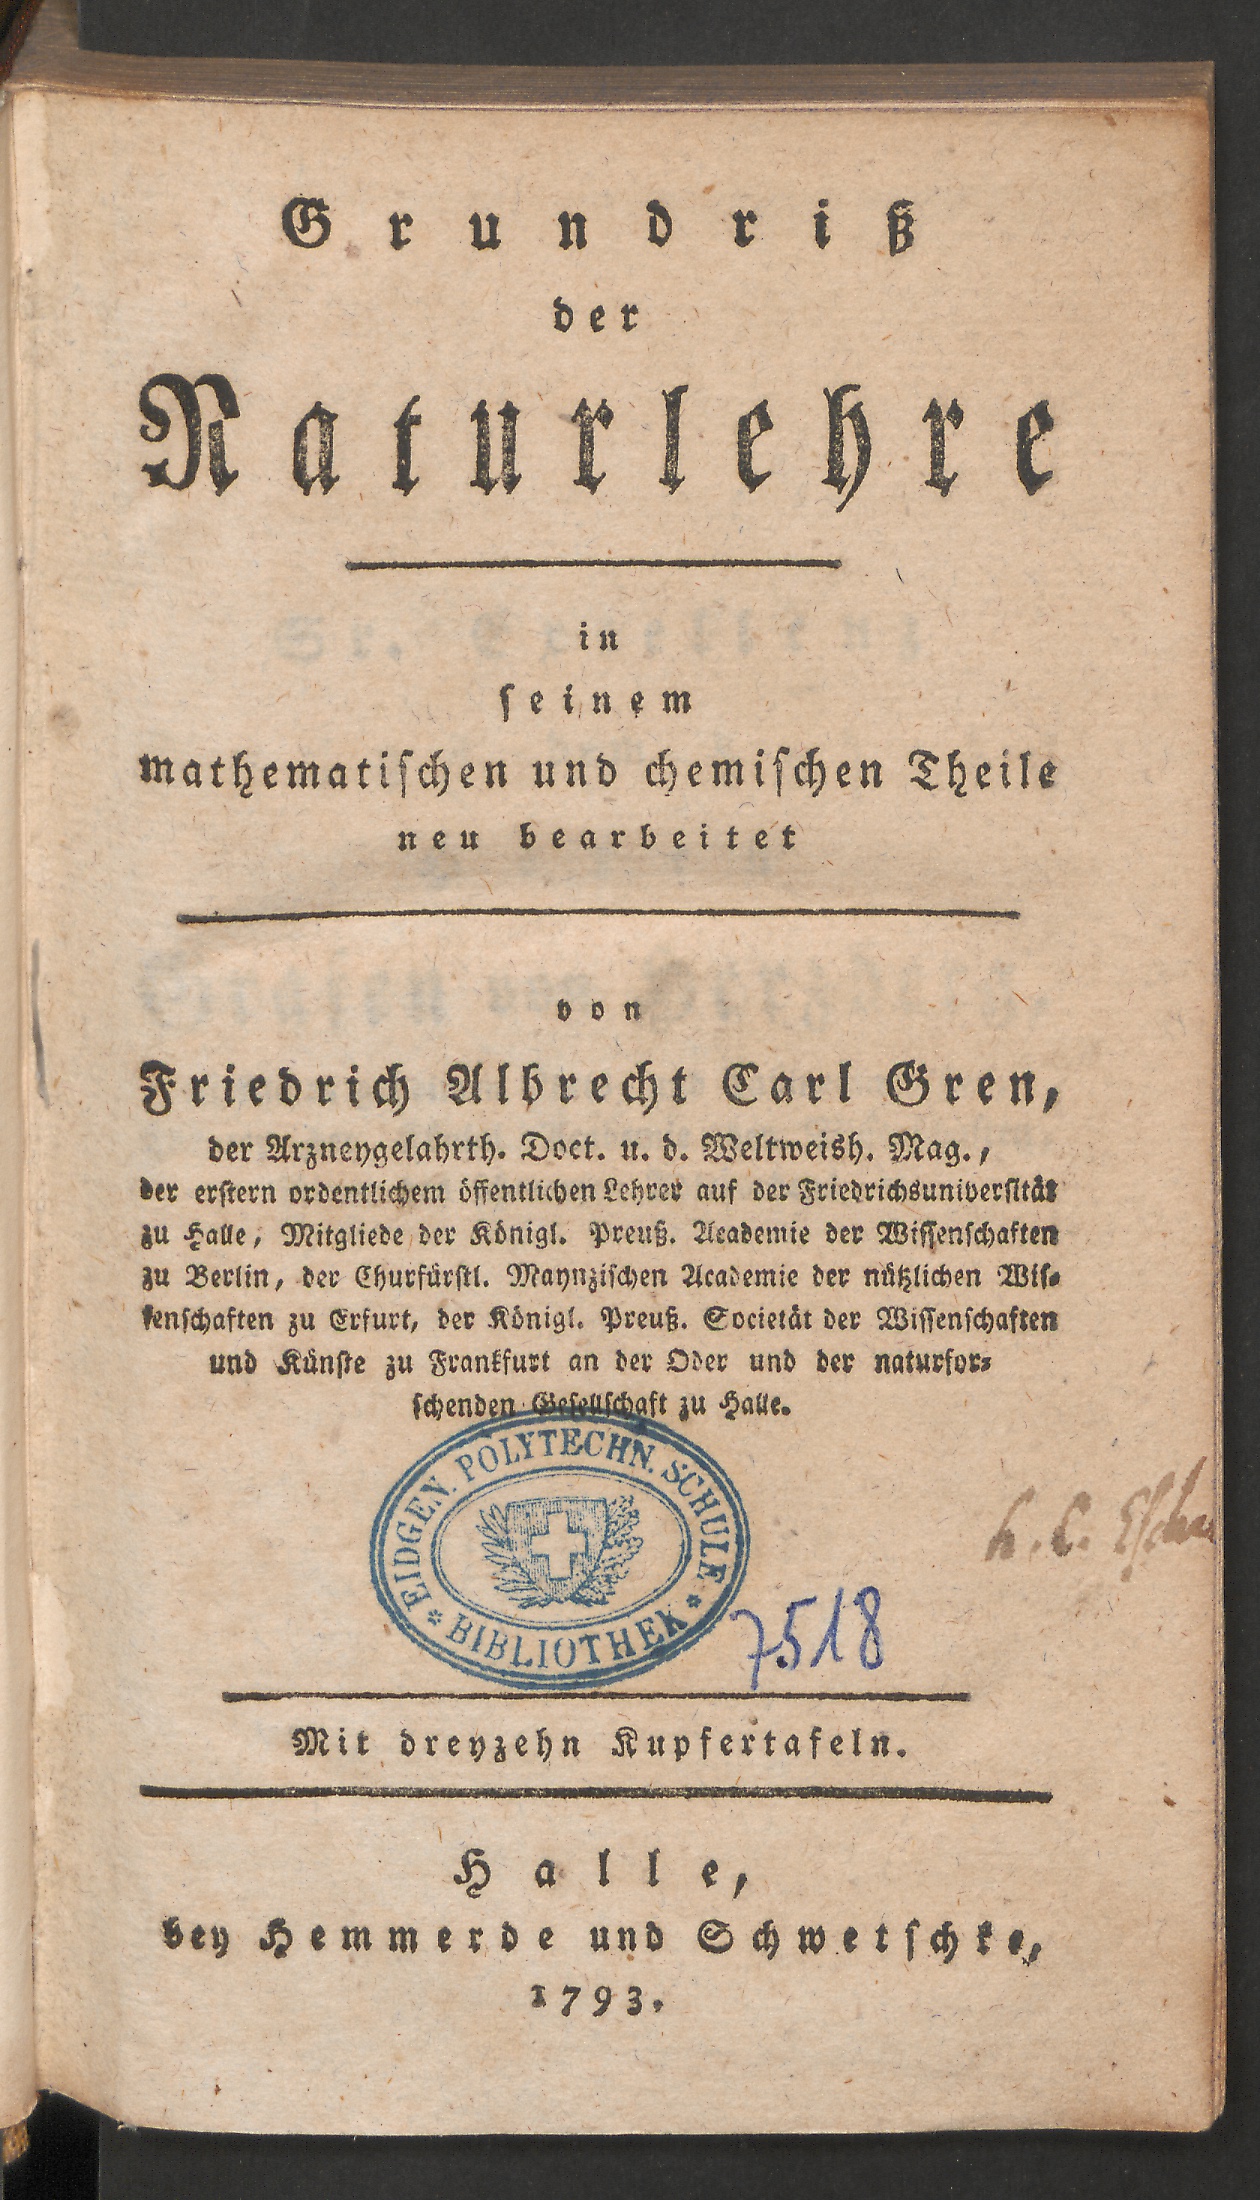 Grundriß
der
Naturlehre
in
seinem
mathematischen und chemischen Theile
neu bearbeitet
von
Friedrich Albrecht Carl Gren,
der Arzneygelahrth. Doct. u. d. Weltweish. Mag.,
der erstern ordentlichem öffentlichen Lehrer auf der Friedrichsuniversität
zu Halle, Mitgliede der Königl. Preuß. Academie der Wissenschaften
zu Berlin, der Churfürstl. Maynzischen Academie der nützlichen Wis-
senschaften zu Erfurt, der Königl. Preuß. Societät der Wissenschaften
und Künste zu Frankfurt an der Oder und der naturfor-
schenden Gesellschaft zu Halle.
EIDGEN. POLYTECHN. SCHULE
* BIBLIOTHEK *
7518
Mit dreyzehn Kupfertafeln.
Halle,
bey Hemmerde und Schwetschke,
1793.